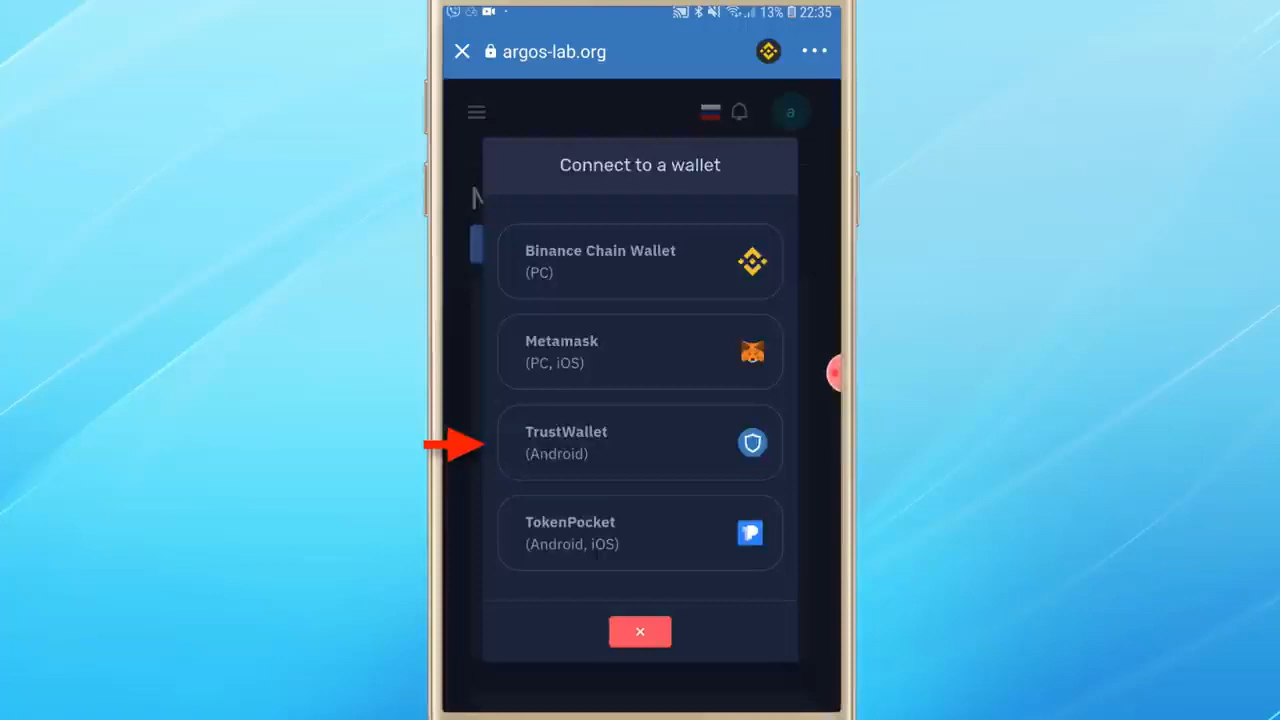 13% 22:35
argos-lab.org
a
Connect to a wallet
Binance Chain Wallet
(PC)
Metamask
(PC, iOS)
TrustWallet
(Android)
TokenPocket
(Android, iOS)